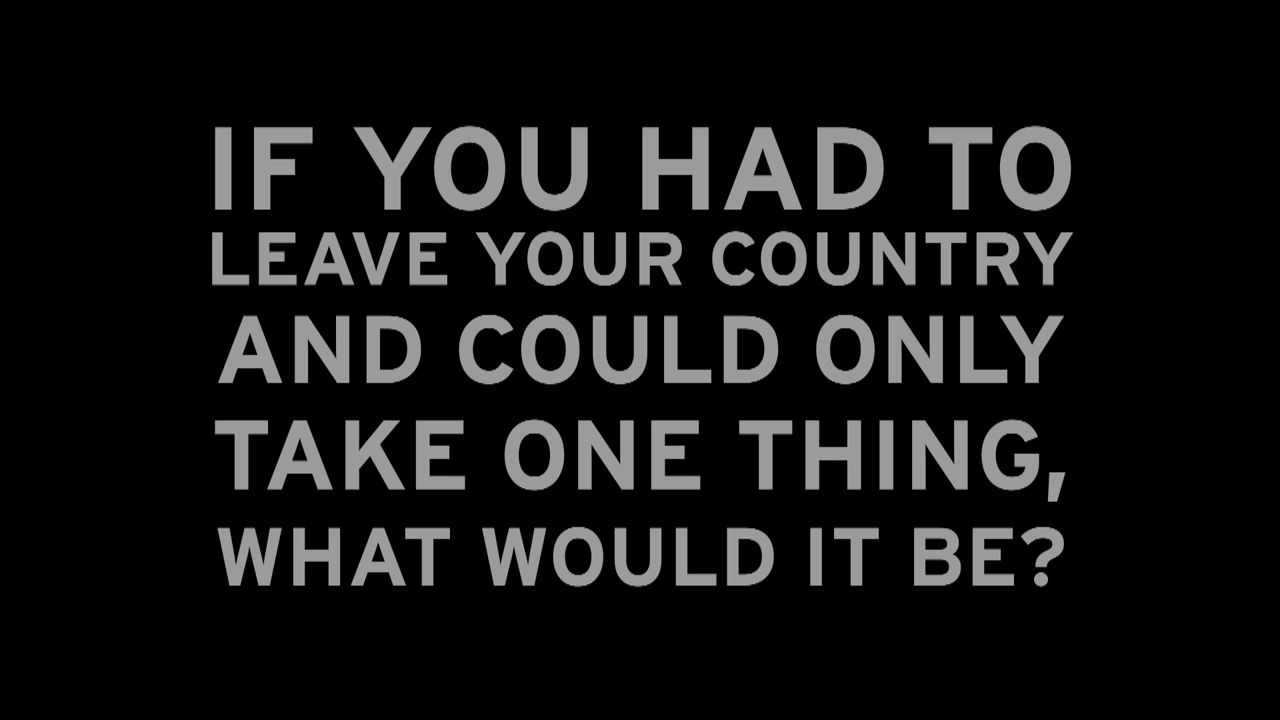 IF YOU HAD TO
LEAVE YOUR COUNTRY
AND COULD ONLY
TAKE ONE THING,
WHAT WOULD IT BE?